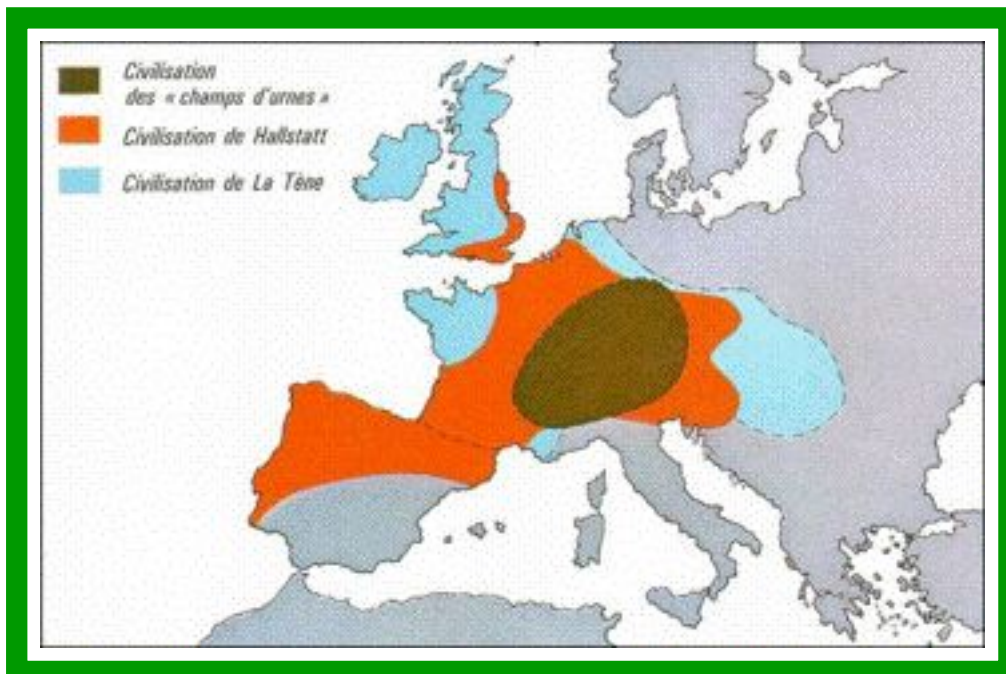 Civilisation
des « champs d'urnes »
Civilisation de Hallstatt
Civilisation de La Tène